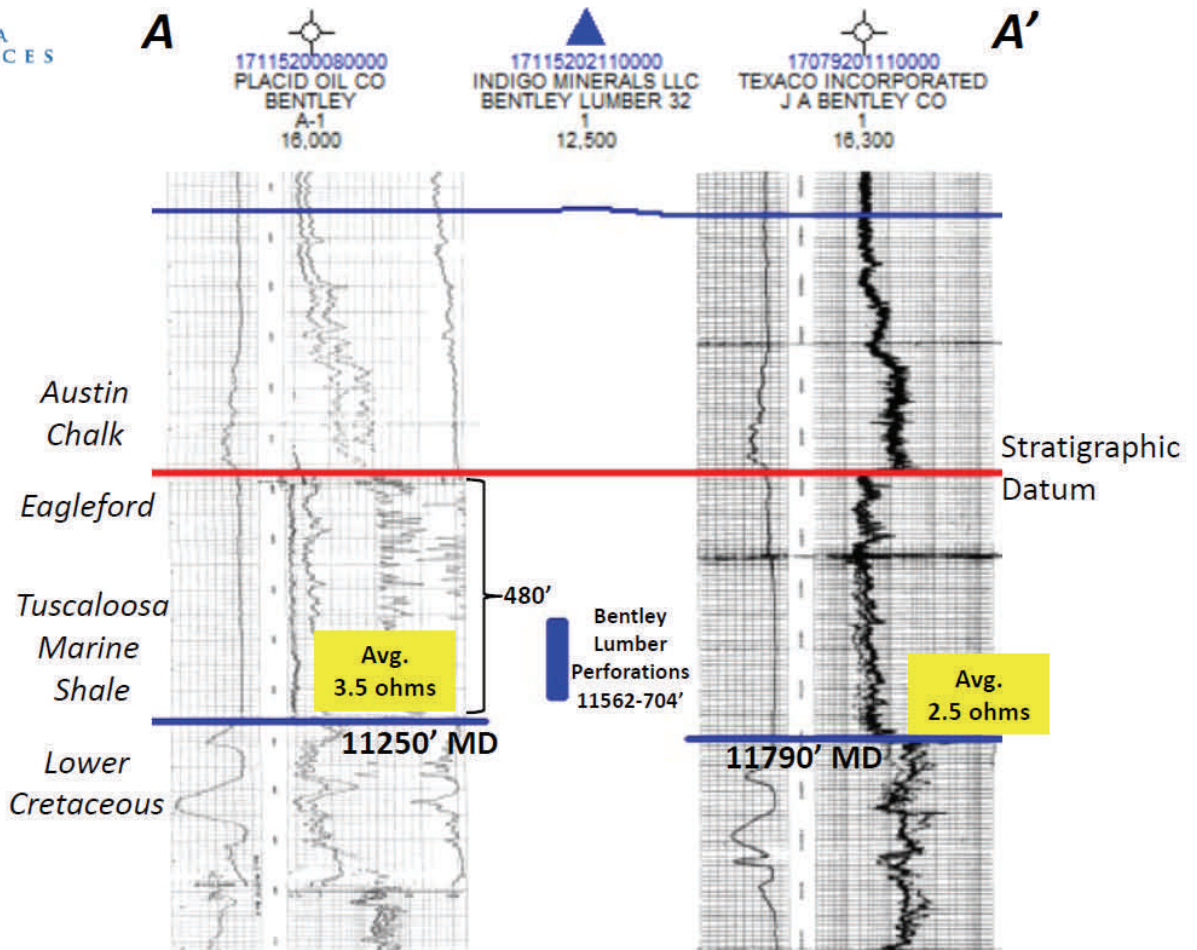 A
CES
A
A'
17115200080000
PLACID OIL CO
BENTLEY
A-1
16,000
17115202110000
INDIGO MINERALS LLC
BENTLEY LUMBER 32
1
12,500
17079201110000
TEXACO INCORPORATED
J A BENTLEY CO
1
16,300
Austin
Chalk
Stratigraphic
Datum
Eagleford
480'
Tuscaloosa
Marine
Shale
Avg.
3.5 ohms
Bentley
Lumber
Perforations
11562-704'
Avg.
2.5 ohms
11250' MD
11790' MD
Lower
Cretaceous